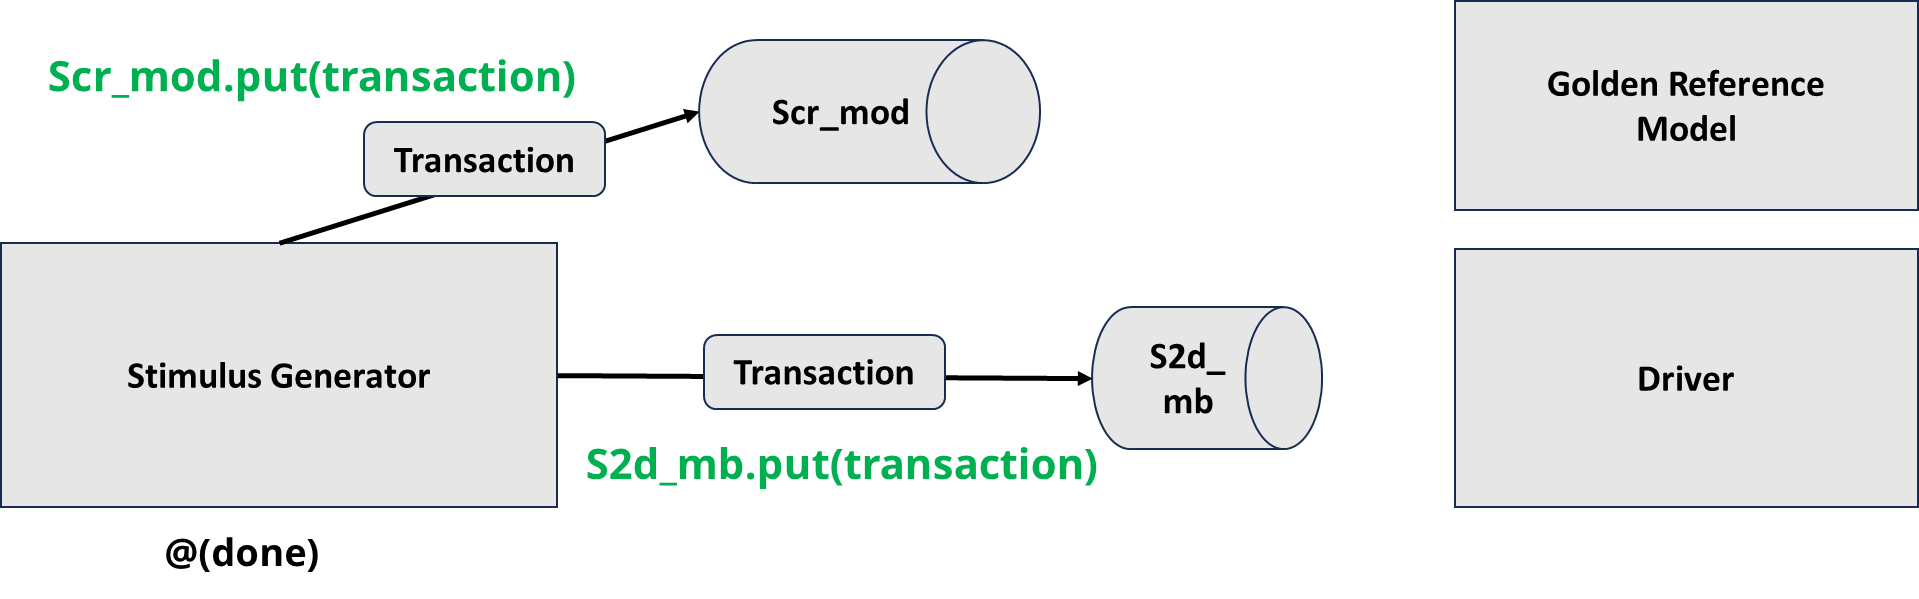 Scr_mod.put(transaction)
Transaction
Scr_mod
Golden Reference
Model
Stimulus Generator
Transaction
S2d_
mb
Driver
S2d_mb.put(transaction)
@(done)